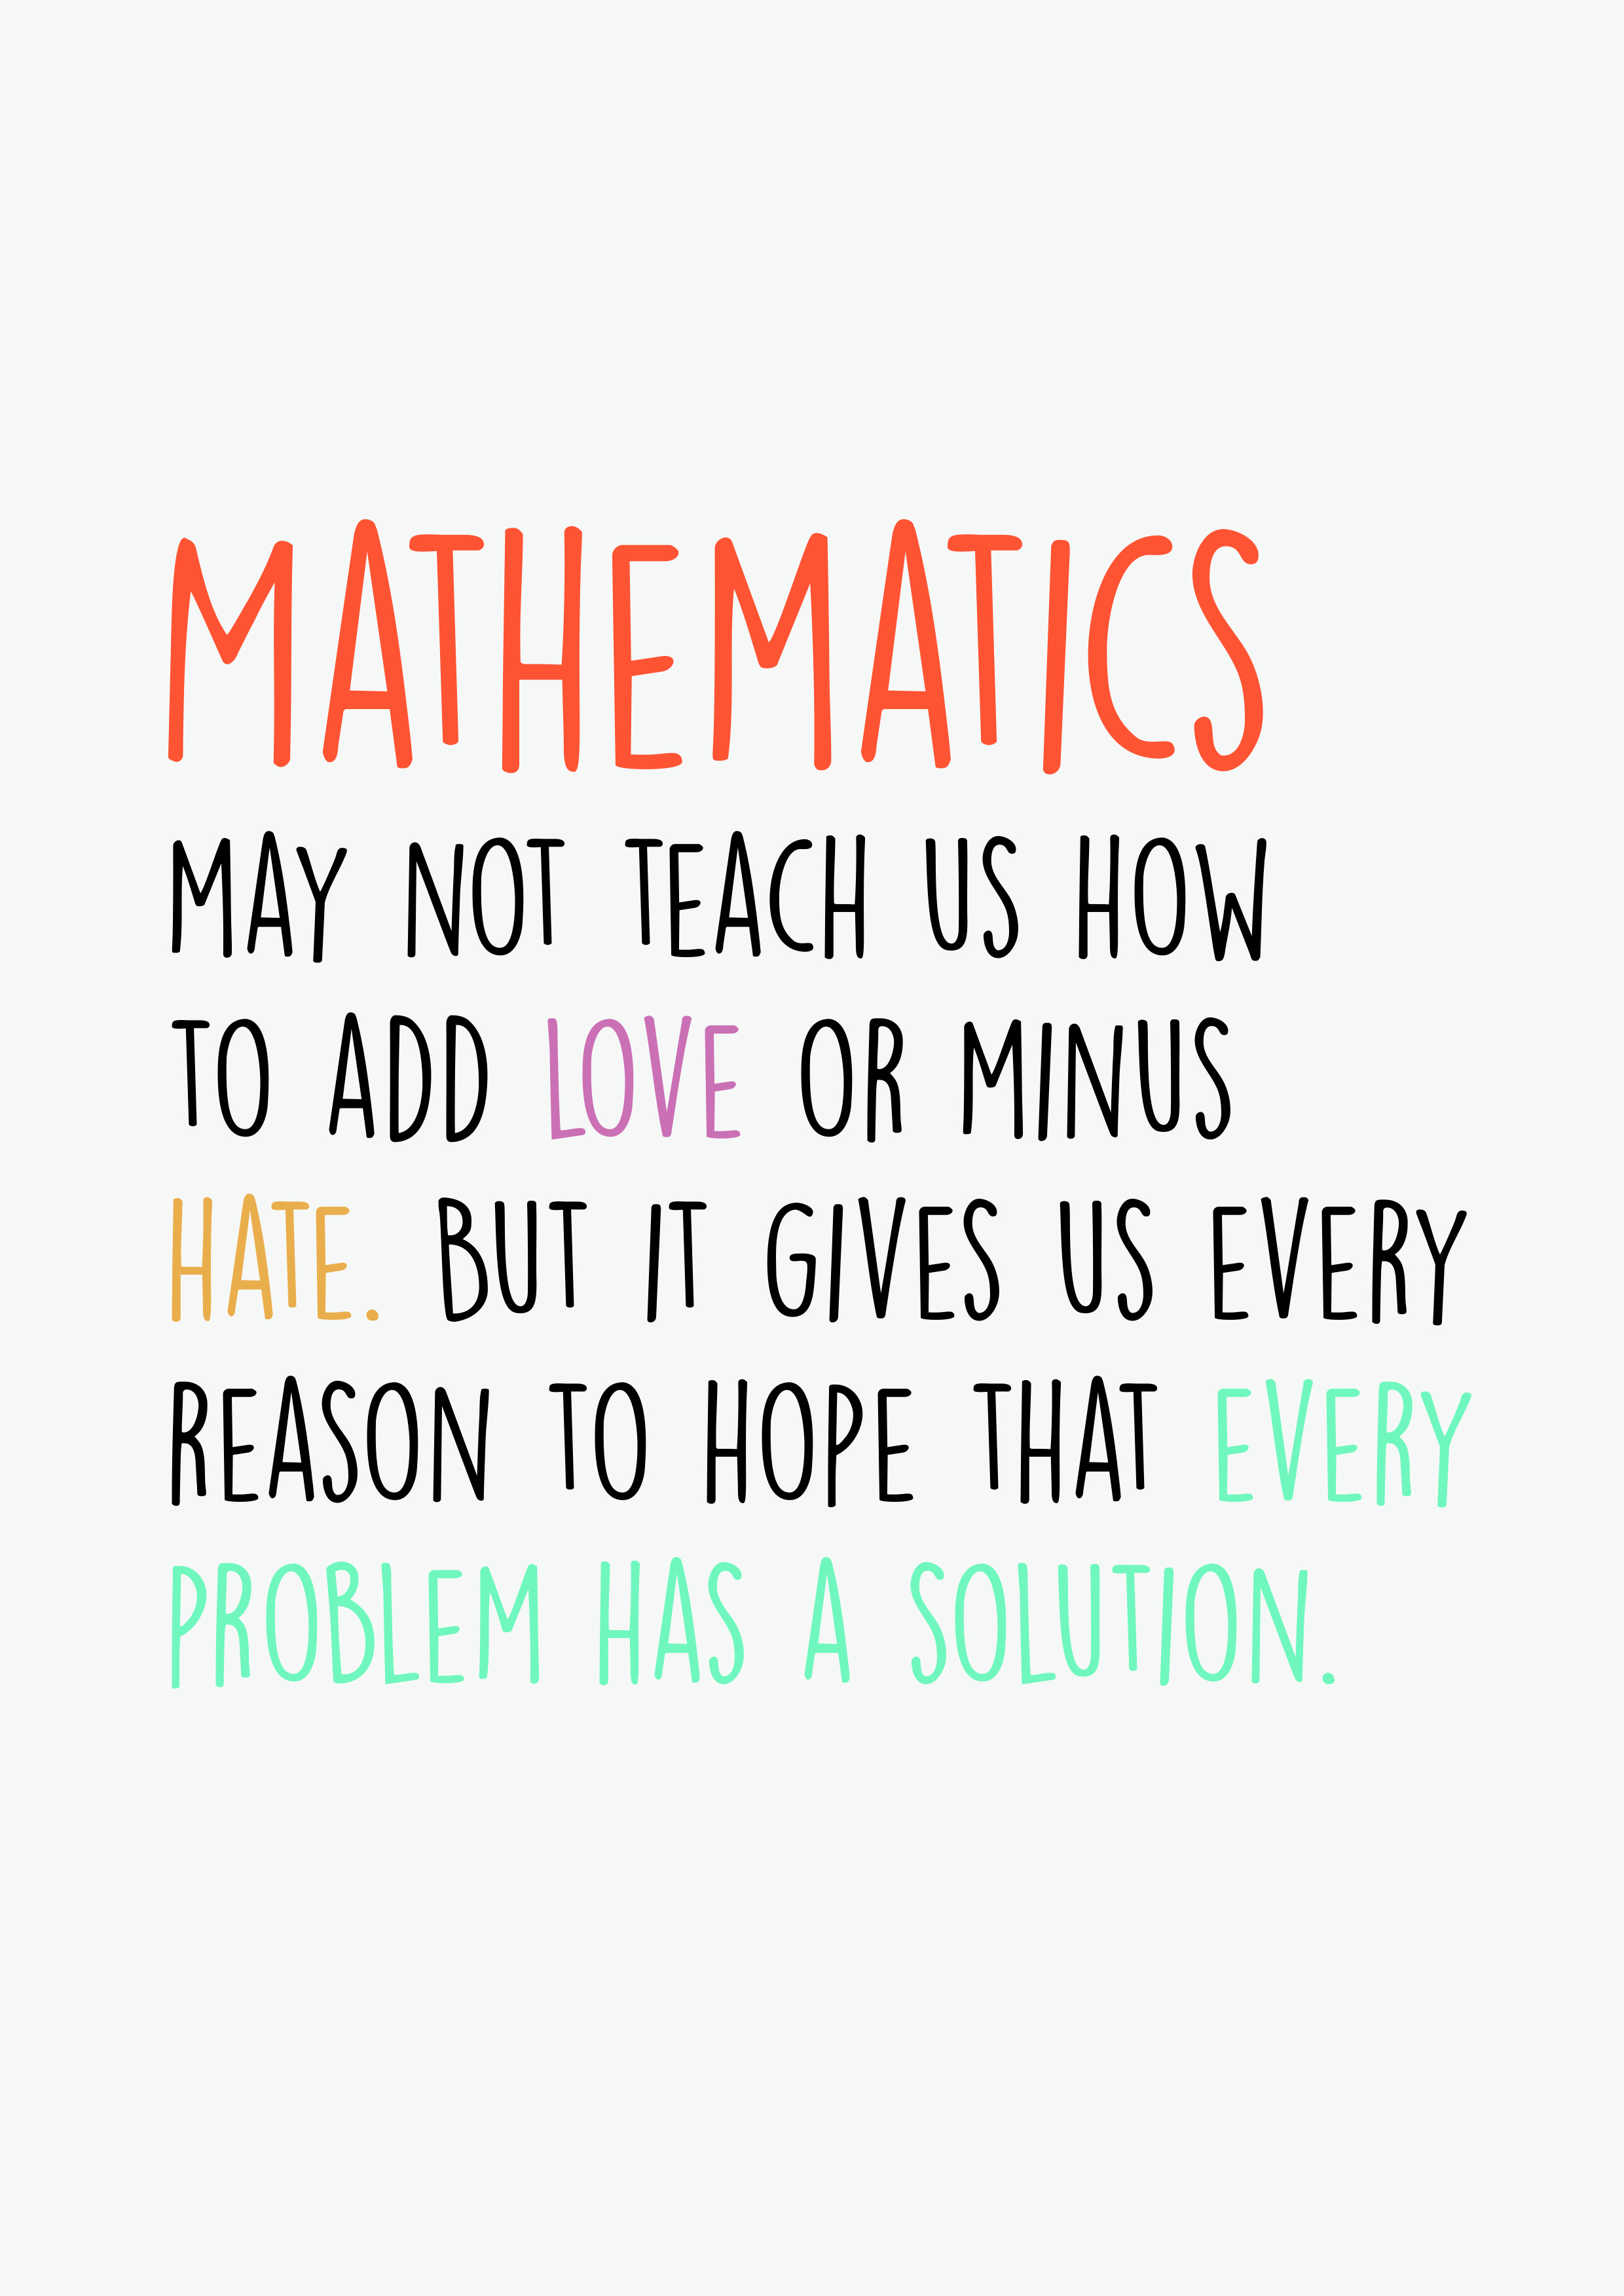 MATHEMATICS
MAY NOT TEACH US HOW
TO ADD LOVE OR MINUS
HATE. BUT IT GIVES US EVERY
REASON TO HOPE THAT EVERY
PROBLEM HAS A SOLUTION.